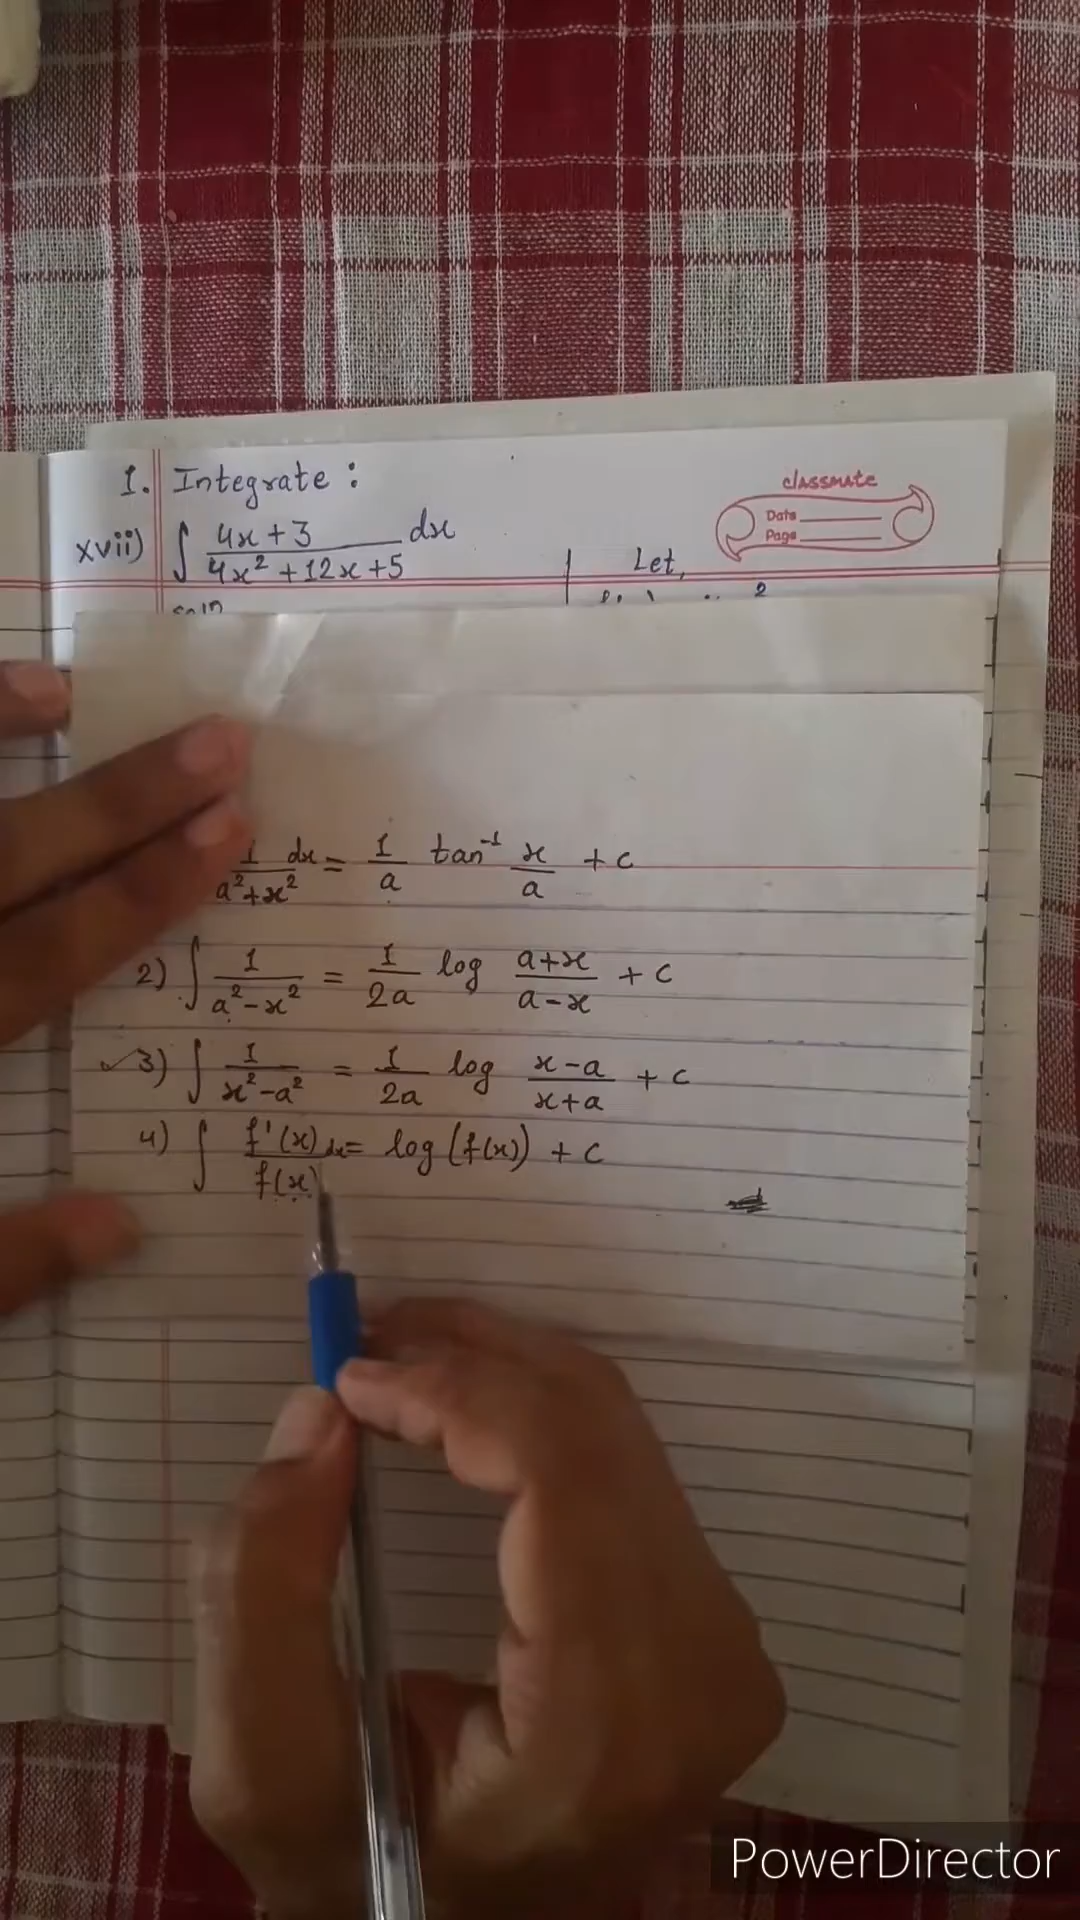 1. Integrate :
classmate
Date
Page
xvii) ∫ 4x+3 / 4x²+12x+5 dx
Let,
soln
1 / a²+x² dx = 1/a tan⁻¹ x/a + c
2) ∫ 1 / a²-x² = 1/2a log a+x / a-x + c
✓3) ∫ 1 / x²-a² = 1/2a log x-a / x+a + c
4) ∫ f'(x) / f(x) dx = log (f(x)) + c
PowerDirector